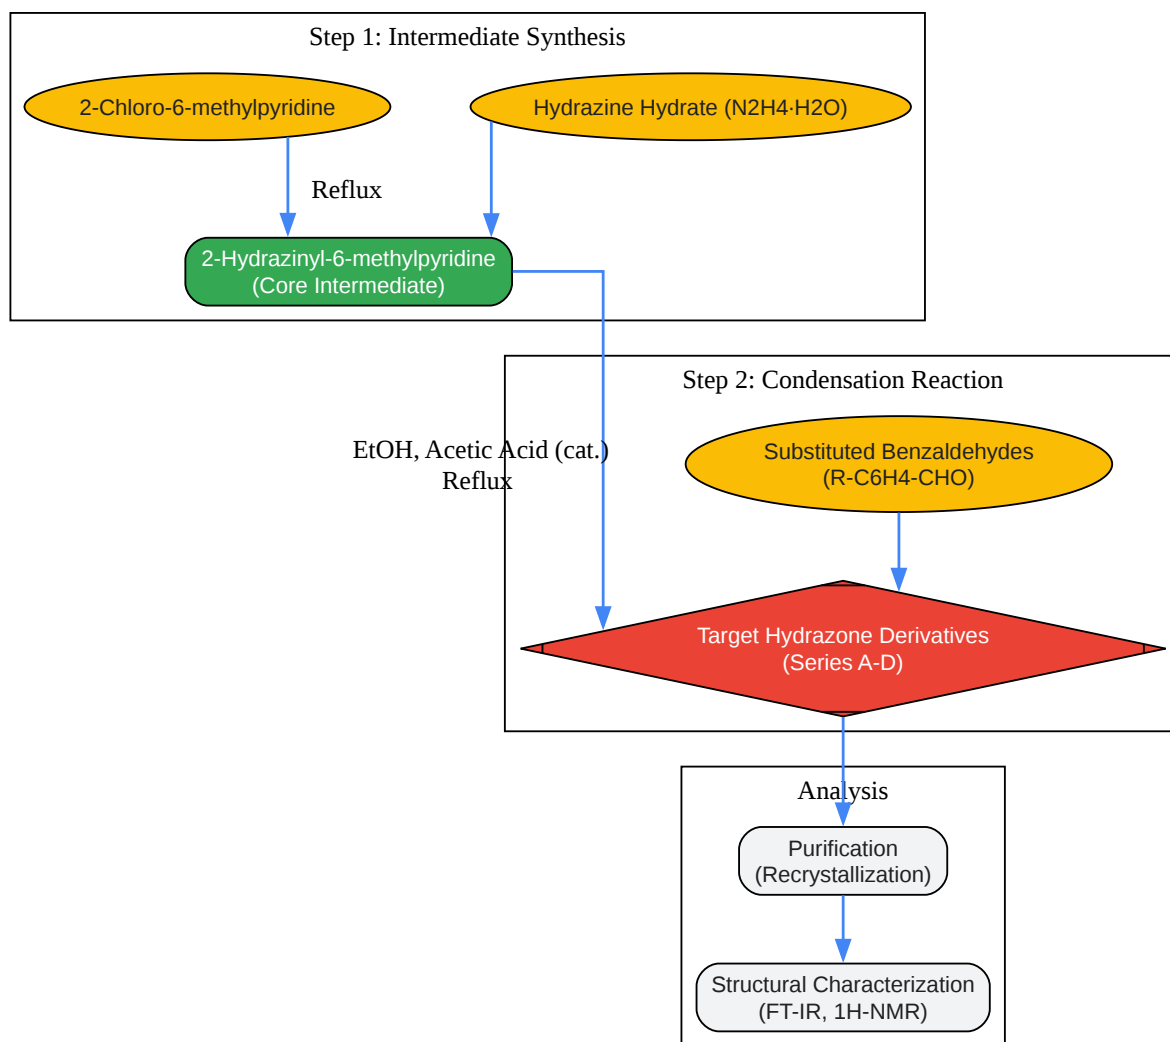 Step 1: Intermediate Synthesis
2-Chloro-6-methylpyridine
Hydrazine Hydrate (N2H4·H2O)
Reflux
2-Hydrazinyl-6-methylpyridine
(Core Intermediate)
Step 2: Condensation Reaction
EtOH, Acetic Acid (cat.)
Reflux
Substituted Benzaldehydes
(R-C6H4-CHO)
Target Hydrazone Derivatives
(Series A-D)
Analysis
Purification
(Recrystallization)
Structural Characterization
(FT-IR, 1H-NMR)